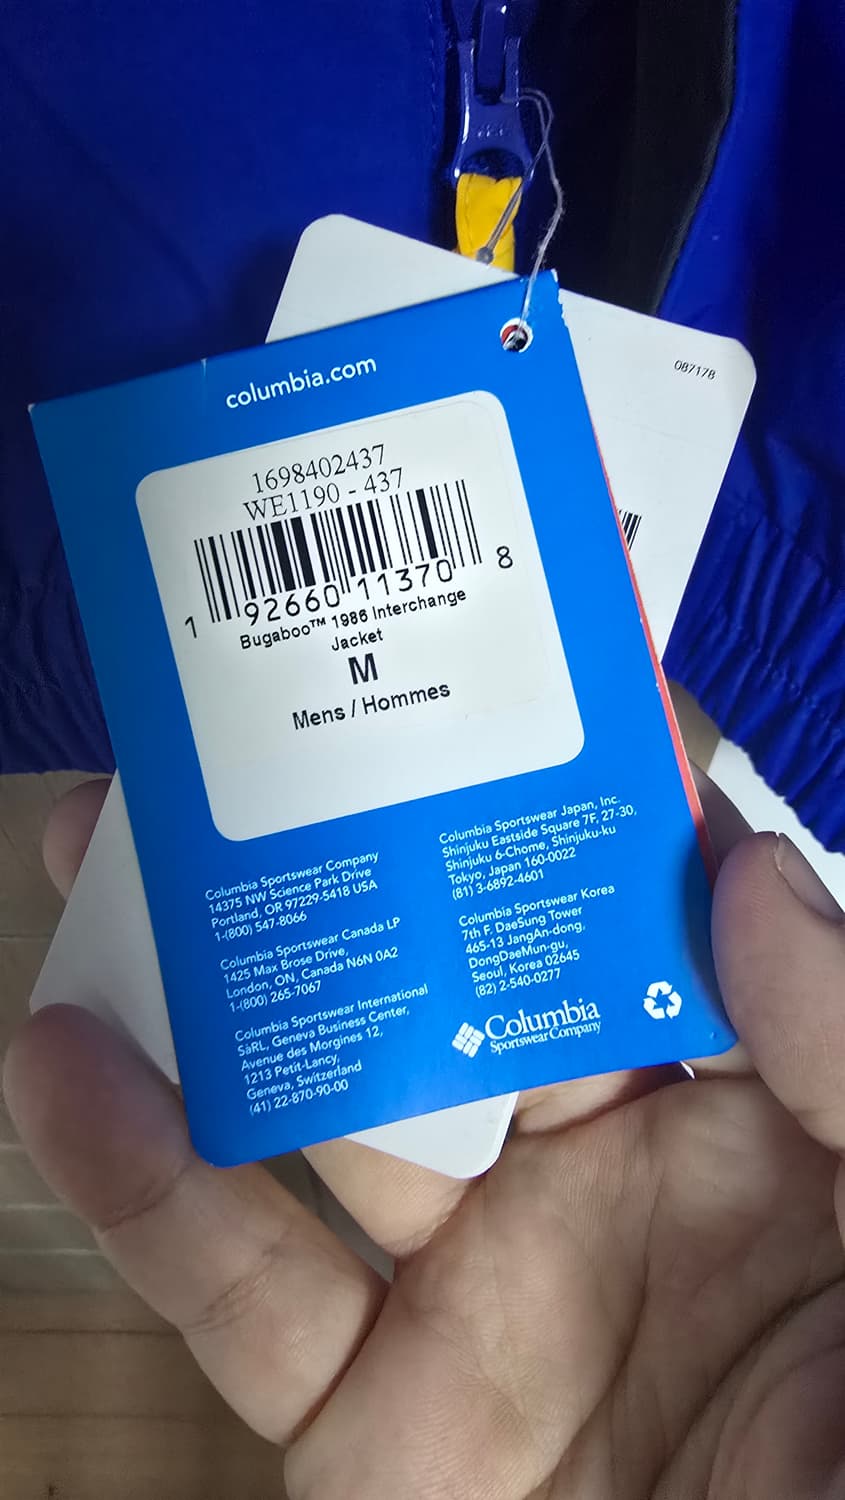 YKK
087178
columbia.com
1698402437
WE1190 - 437
1 92660 11370 8
Bugaboo™ 1986 Interchange
Jacket
M
Mens / Hommes
Columbia Sportswear Company
14375 NW Science Park Drive
Portland, OR 97229-5418 USA
1-(800) 547-8066
Columbia Sportswear Canada LP
1425 Max Brose Drive,
London, ON, Canada N6N 0A2
1-(800) 265-7067
Columbia Sportswear International
SàRL, Geneva Business Center,
Avenue des Morgines 12,
1213 Petit-Lancy,
Geneva, Switzerland
(41) 22-870-90-00
Columbia Sportswear Japan, Inc.
Shinjuku Eastside Square 7F, 27-30,
Shinjuku 6-Chome, Shinjuku-ku
Tokyo, Japan 160-0022
(81) 3-6892-4601
Columbia Sportswear Korea
7th F. DaeSung Tower
465-13 JangAn-dong,
DongDaeMun-gu,
Seoul, Korea 02645
(82) 2-540-0277
Columbia
Sportswear Company